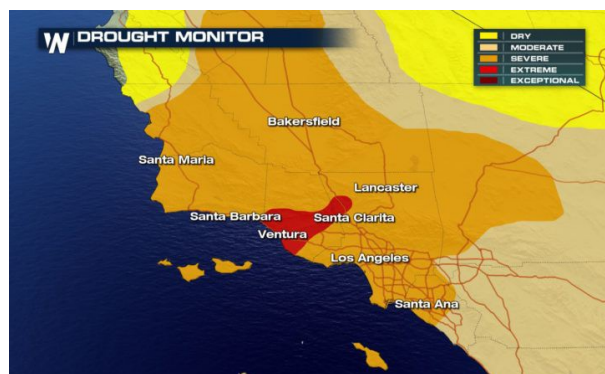 W DROUGHT MONITOR
DRY
MODERATE
SEVERE
EXTREME
EXCEPTIONAL
Bakersfield
Santa Maria
Lancaster
Santa Barbara
Santa Clarita
Ventura
Los Angeles
Santa Ana